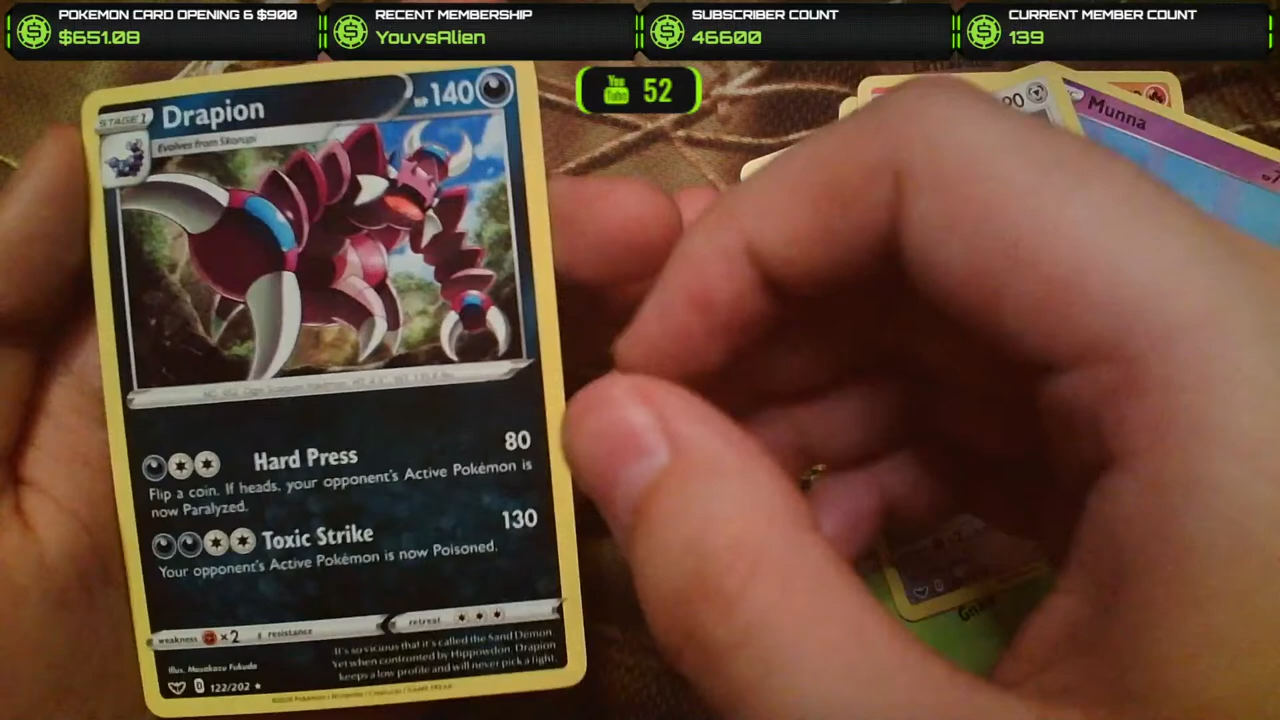 POKEMON CARD OPENING 6 $900
$651.08
RECENT MEMBERSHIP
YouvsAlien
SUBSCRIBER COUNT
46600
CURRENT MEMBER COUNT
139
You
Tube
52
STAGE 1
Drapion
HP 140
Evolves from Skorupi
Hard Press
80
Flip a coin. If heads, your opponent's Active Pokémon is
now Paralyzed.
Toxic Strike
130
Your opponent's Active Pokémon is now Poisoned.
weakness ×2
resistance
retreat
Illus. Masakazu Fukuda
D 122/202 ★
It's so vicious that it's called the Sand Demon.
Yet when confronted by Hippowdon, Drapion
keeps a low profile and will never pick a fight.
Munna